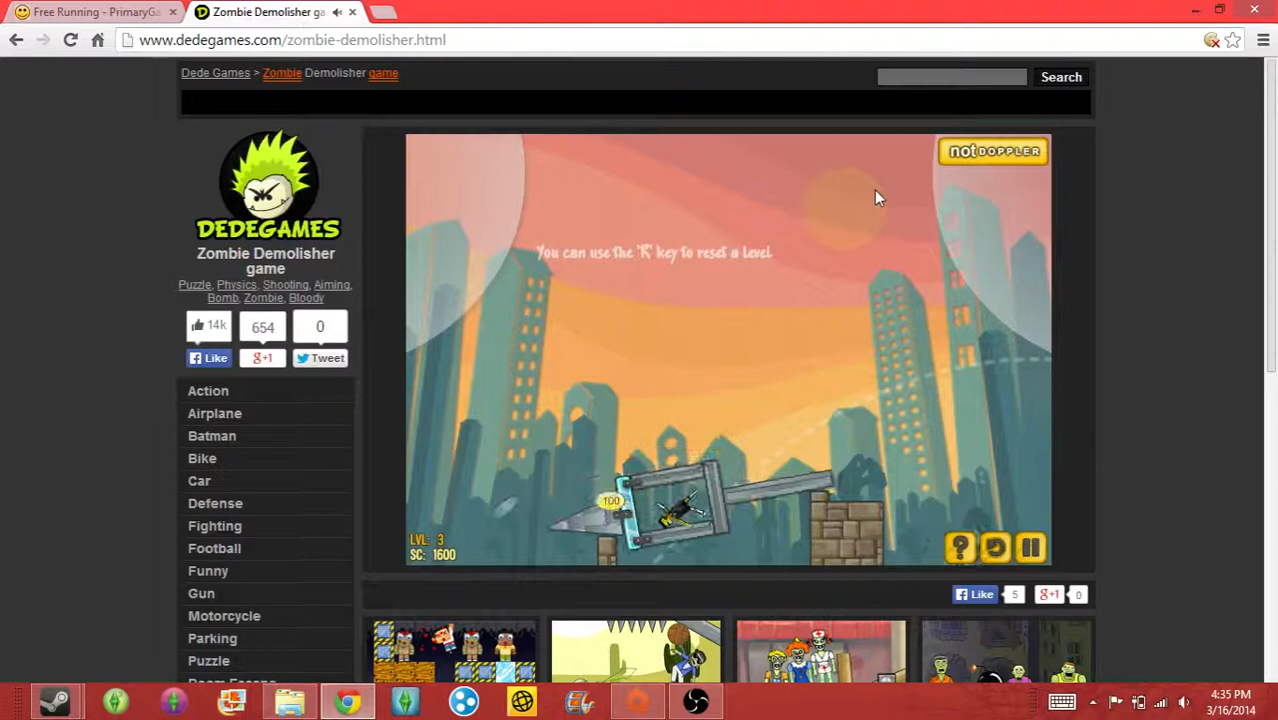 Free Running - PrimaryGa
Zombie Demolisher ga
www.dedegames.com/zombie-demolisher.html
Dede Games > Zombie Demolisher game
Search
notDOPPLER
DEDEGAMES
Zombie Demolisher
game
Puzzle, Physics, Shooting, Aiming,
Bomb, Zombie, Bloody
14k 654 0
Like +1 Tweet
You can use the 'R' key to reset a level.
Action
Airplane
Batman
Bike
Car
Defense
Fighting
Football
Funny
Gun
Motorcycle
Parking
Puzzle
100
LVL: 3
SC: 1600
?
Like 5 g+1 0
4:35 PM
3/16/2014